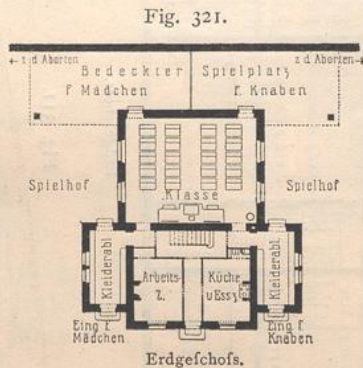 Fig. 321.
z. d. Aborten
z. d. Aborten
Bedeckter Spielplatz
f. Mädchen f. Knaben
Spielhof
Spielhof
Klasse
Kleiderabl.
Arbeits-
Z.
Küche
u Essz.
Kleiderabl.
Eing. f.
Mädchen
Eing. f.
Knaben
Erdgeſchoſs.